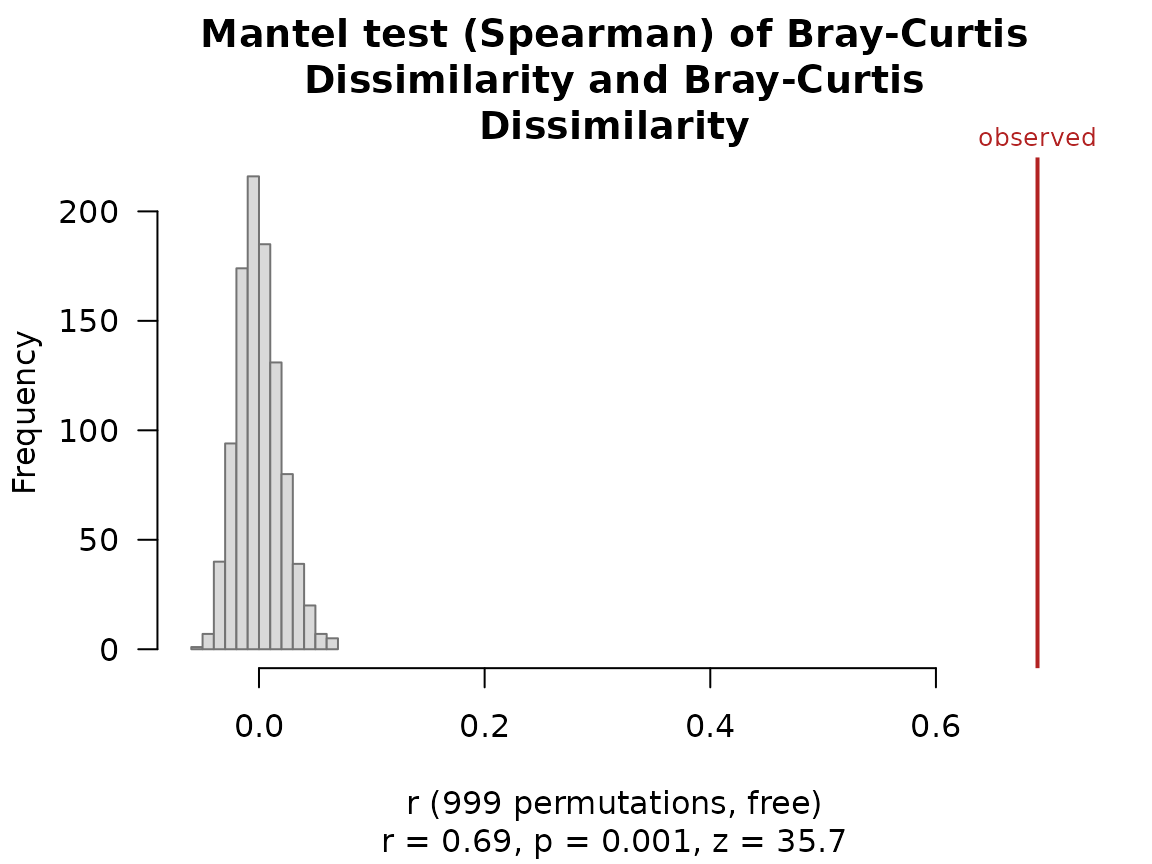 Mantel test (Spearman) of Bray-Curtis
Dissimilarity and Bray-Curtis
Dissimilarity
observed
Frequency
200
150
100
50
0
0.0 0.2 0.4 0.6
r (999 permutations, free)
r = 0.69, p = 0.001, z = 35.7